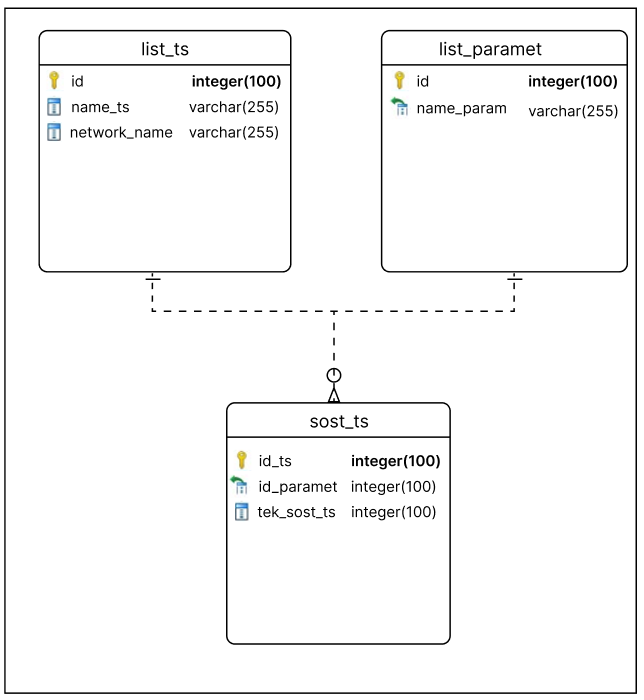 list_ts
id integer(100)
name_ts varchar(255)
network_name varchar(255)
list_paramet
id integer(100)
name_param varchar(255)
sost_ts
id_ts integer(100)
id_paramet integer(100)
tek_sost_ts integer(100)